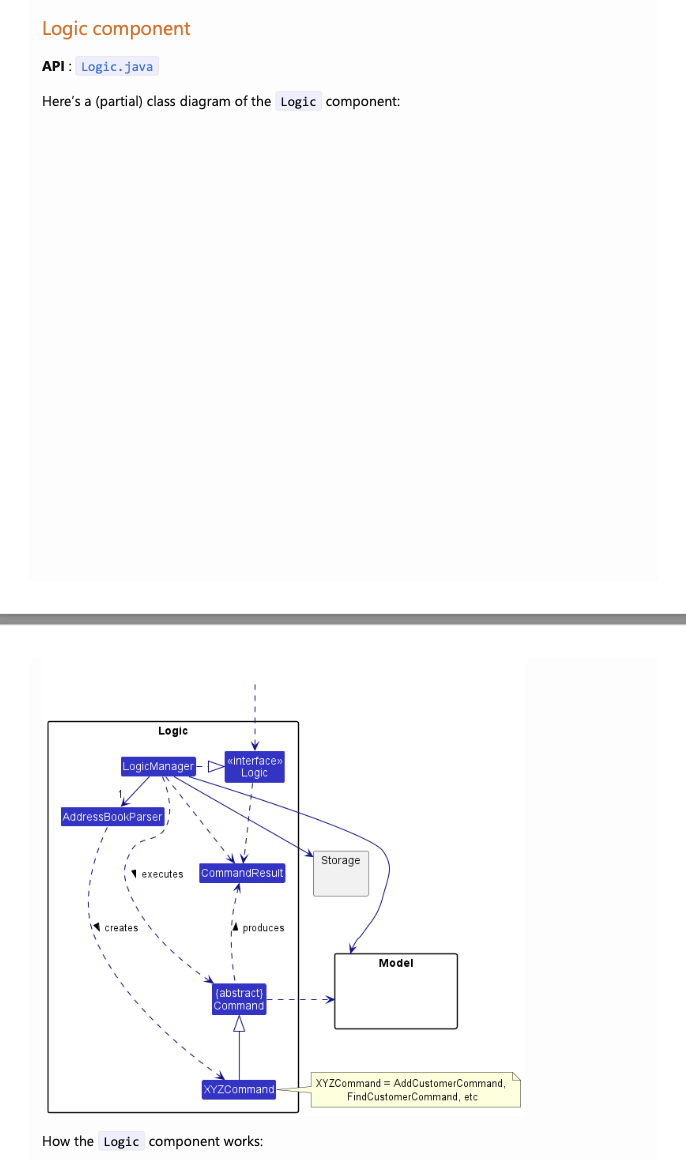 Logic component
API : Logic.java
Here's a (partial) class diagram of the Logic component:
Logic
LogicManager
«interface»
Logic
1
AddressBookParser
Storage
executes
CommandResult
creates
produces
Model
{abstract}
Command
XYZCommand
XYZCommand = AddCustomerCommand,
FindCustomerCommand, etc
How the Logic component works: